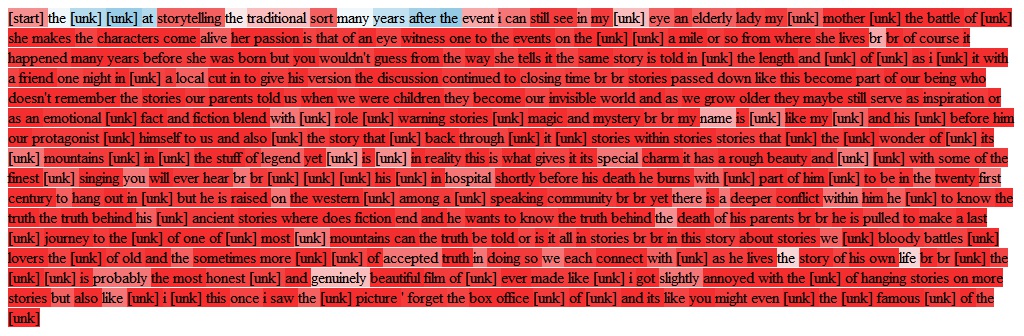 [start] the [unk] [unk] at storytelling the traditional sort many years after the event i can still see in my [unk] eye an elderly lady my [unk] mother [unk] the battle of [unk]
she makes the characters come alive her passion is that of an eye witness one to the events on the [unk] [unk] a mile or so from where she lives br br of course it
happened many years before she was born but you wouldn't guess from the way she tells it the same story is told in [unk] the length and [unk] of [unk] as i [unk] it with
a friend one night in [unk] a local cut in to give his version the discussion continued to closing time br br stories passed down like this become part of our being who
doesn't remember the stories our parents told us when we were children they become our invisible world and as we grow older they maybe still serve as inspiration or
as an emotional [unk] fact and fiction blend with [unk] role [unk] warning stories [unk] magic and mystery br br my name is [unk] like my [unk] and his [unk] before him
our protagonist [unk] himself to us and also [unk] the story that [unk] back through [unk] it [unk] stories within stories stories that [unk] the [unk] wonder of [unk] its
[unk] mountains [unk] in [unk] the stuff of legend yet [unk] is [unk] in reality this is what gives it its special charm it has a rough beauty and [unk] [unk] with some of the
finest [unk] singing you will ever hear br br [unk] [unk] [unk] his [unk] in hospital shortly before his death he burns with [unk] part of him [unk] to be in the twenty first
century to hang out in [unk] but he is raised on the western [unk] among a [unk] speaking community br br yet there is a deeper conflict within him he [unk] to know the
truth the truth behind his [unk] ancient stories where does fiction end and he wants to know the truth behind the death of his parents br br he is pulled to make a last
[unk] journey to the [unk] of one of [unk] most [unk] mountains can the truth be told or is it all in stories br br in this story about stories we [unk] bloody battles [unk]
lovers the [unk] of old and the sometimes more [unk] [unk] of accepted truth in doing so we each connect with [unk] as he lives the story of his own life br br [unk] the
[unk] [unk] is probably the most honest [unk] and genuinely beautiful film of [unk] ever made like [unk] i got slightly annoyed with the [unk] of hanging stories on more
stories but also like [unk] i [unk] this once i saw the [unk] picture ' forget the box office [unk] of [unk] and its like you might even [unk] the [unk] famous [unk] of the
[unk]